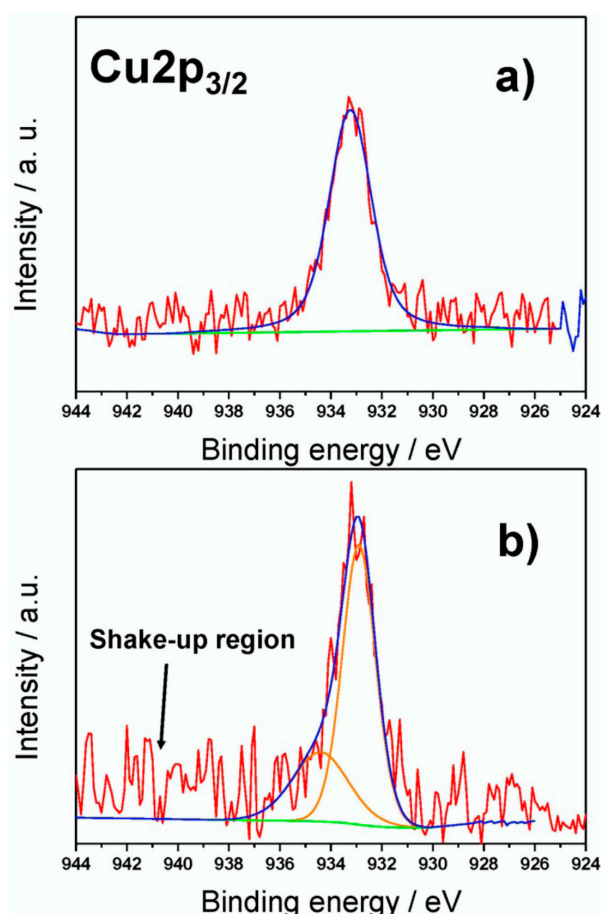 Cu2p3/2
a)
Intensity / a. u.
944 942 940 938 936 934 932 930 928 926 924
Binding energy / eV
b)
Shake-up region
Intensity / a.u.
944 942 940 938 936 934 932 930 928 926 924
Binding energy / eV